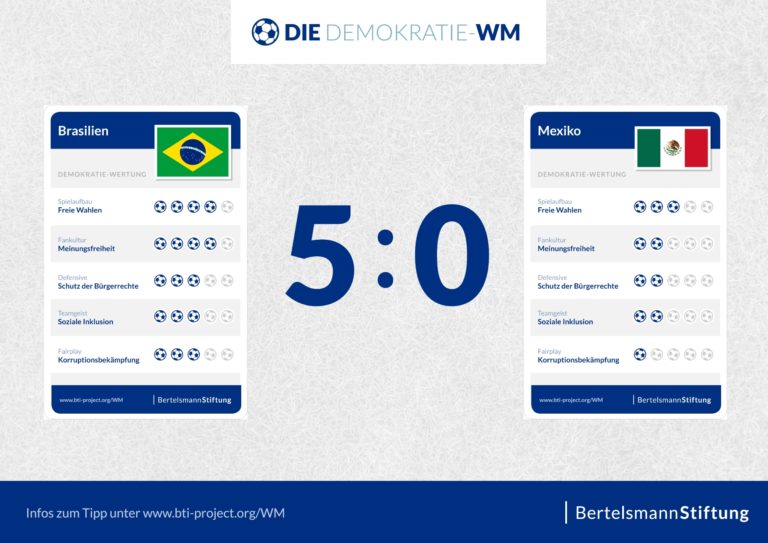 DIE DEMOKRATIE-WM
Brasilien
DEMOKRATIE-WERTUNG
Spielaufbau
Freie Wahlen
Fankultur
Meinungsfreiheit
Defensive
Schutz der Bürgerrechte
Teamgeist
Soziale Inklusion
Fairplay
Korruptionsbekämpfung
www.bti-project.org/WM
BertelsmannStiftung
5:0
Mexiko
DEMOKRATIE-WERTUNG
Spielaufbau
Freie Wahlen
Fankultur
Meinungsfreiheit
Defensive
Schutz der Bürgerrechte
Teamgeist
Soziale Inklusion
Fairplay
Korruptionsbekämpfung
www.bti-project.org/WM
BertelsmannStiftung
Infos zum Tipp unter www.bti-project.org/WM
BertelsmannStiftung